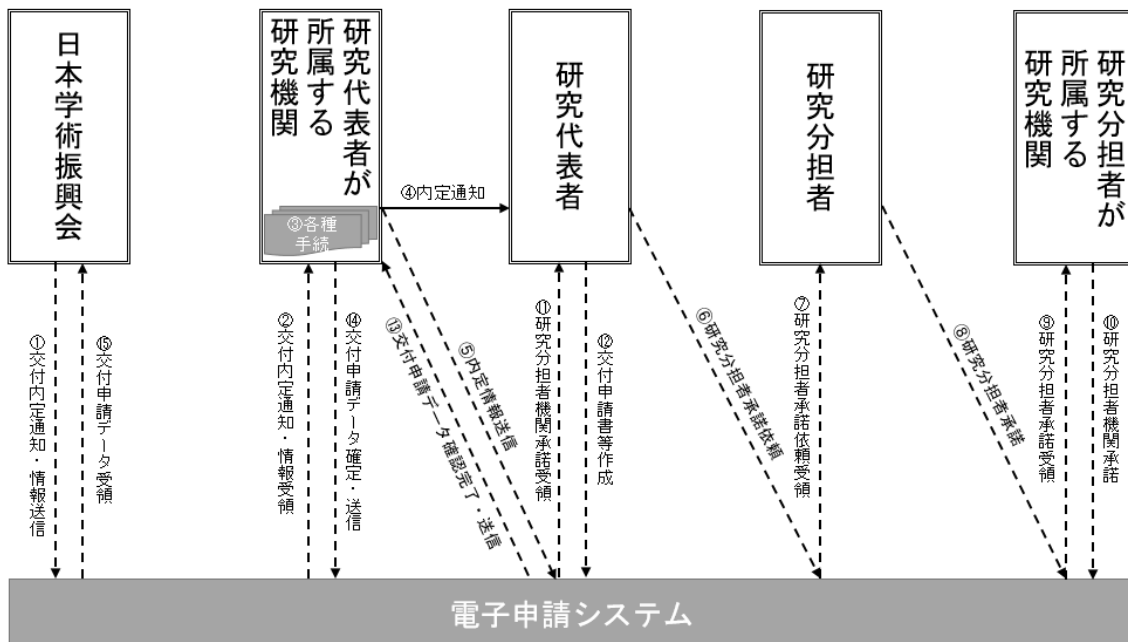 日本学術振興会
研究代表者が
所属する
研究機関
③各種
手続
④内定通知
研究代表者
研究分担者
研究分担者が
所属する
研究機関
①交付内定通知・情報送信
⑮交付申請データ受領
②交付内定通知・情報受領
⑭交付申請データ確定・送信
⑬交付申請データ確認完了・送信
⑤内定情報送信
⑪研究分担者機関承諾受領
⑫交付申請書等作成
⑥研究分担者承諾依頼
⑦研究分担者承諾依頼受領
⑧研究分担者承諾
⑨研究分担者承諾受領
⑩研究分担者機関承諾
電子申請システム